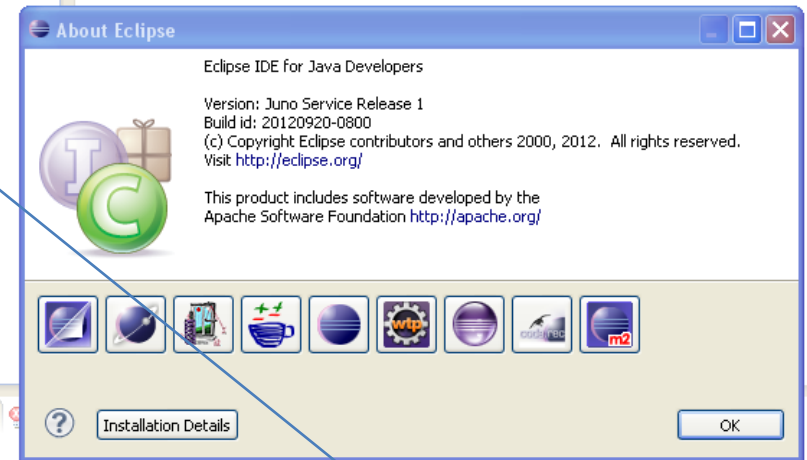 About Eclipse
Eclipse IDE for Java Developers
Version: Juno Service Release 1
Build id: 20120920-0800
(c) Copyright Eclipse contributors and others 2000, 2012.  All rights reserved.
Visit http://eclipse.org/
This product includes software developed by the
Apache Software Foundation http://apache.org/
I
C
wtp
m2
?
Installation Details
OK